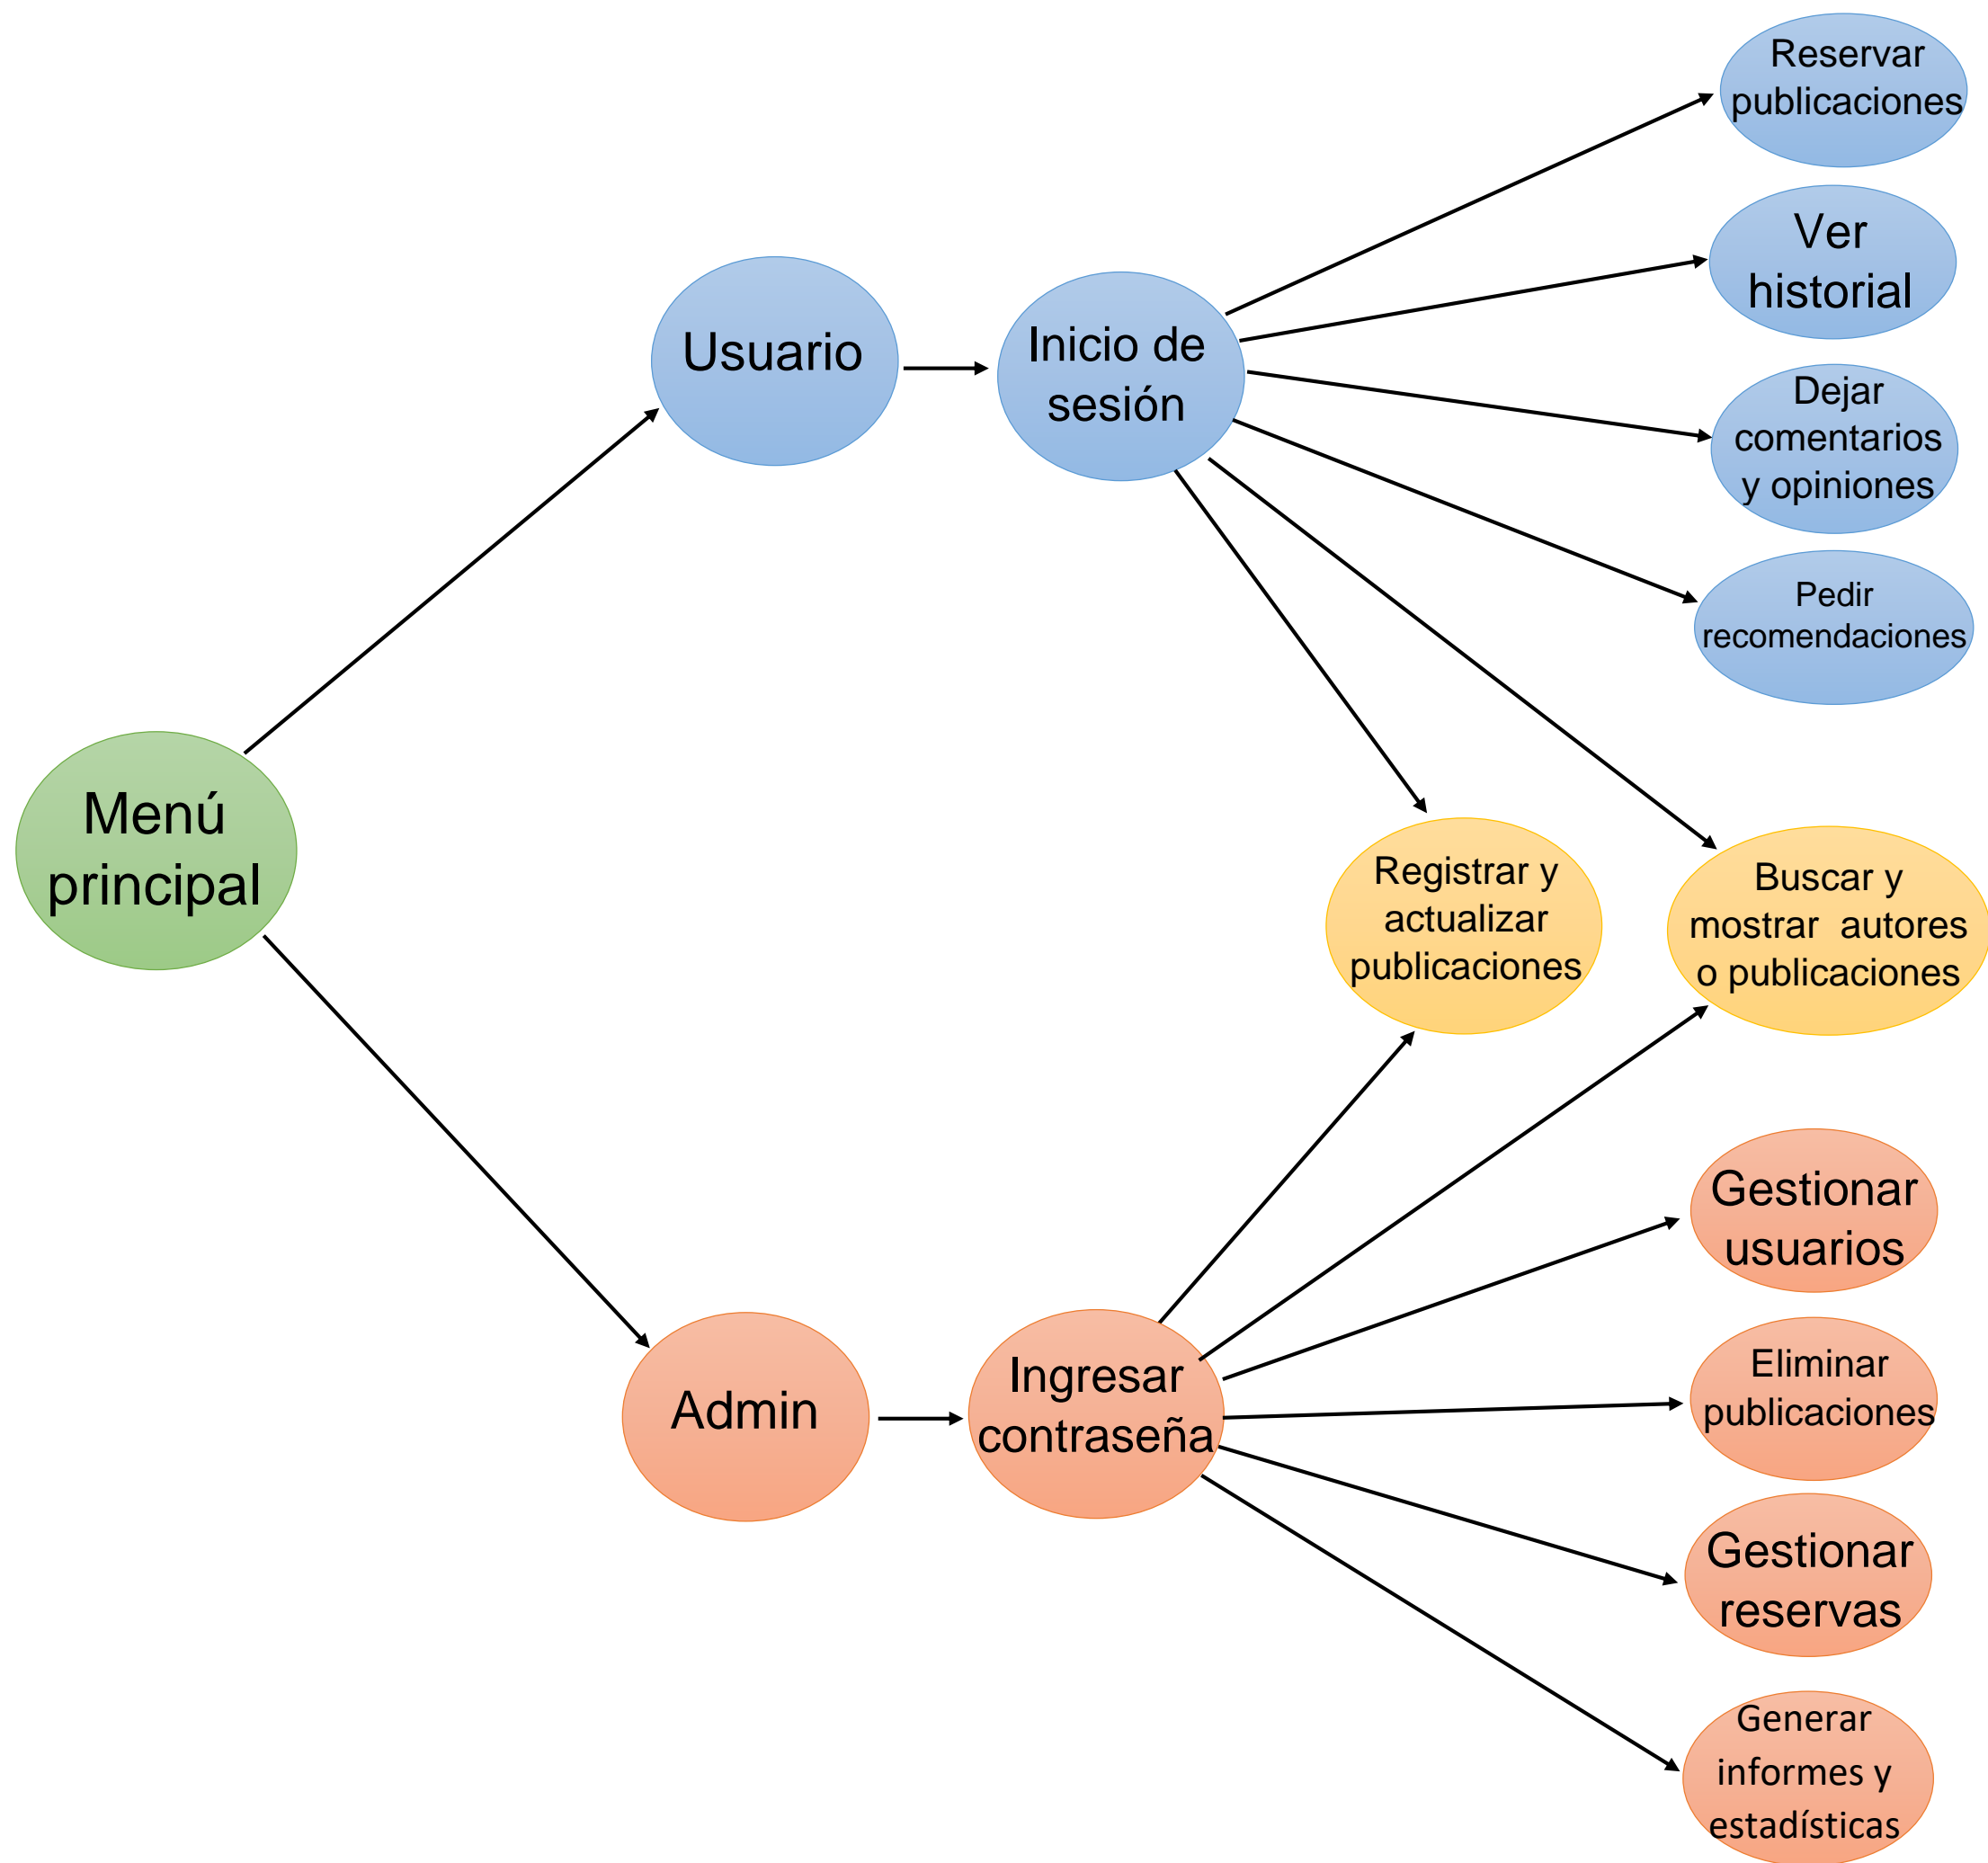 Reservar
publicaciones
Ver
historial
Usuario
Inicio de
sesión
Dejar
comentarios
y opiniones
Pedir
recomendaciones
Menú
principal
Registrar y
actualizar
publicaciones
Buscar y
mostrar autores
o publicaciones
Gestionar
usuarios
Admin
Ingresar
contraseña
Eliminar
publicaciones
Gestionar
reservas
Generar
informes y
estadísticas